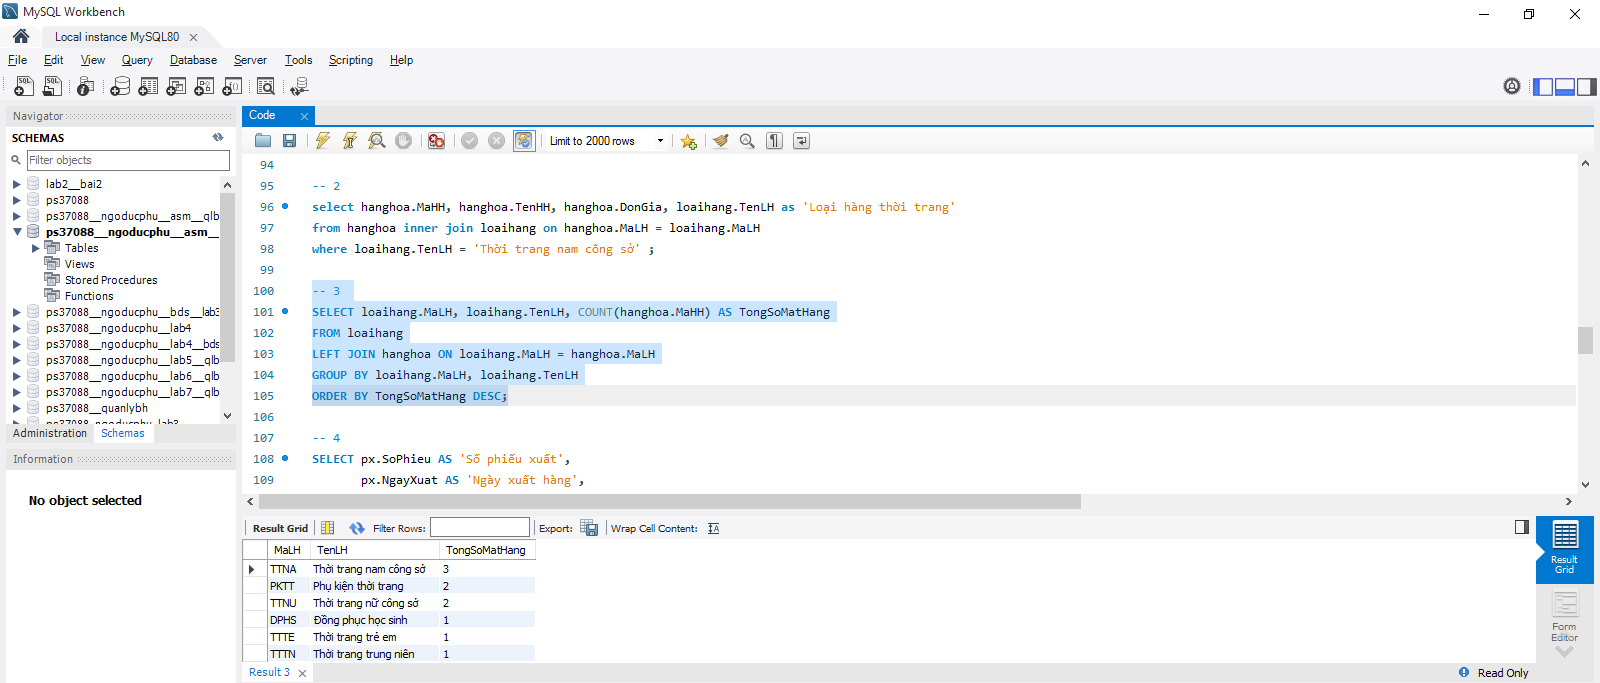 MySQL Workbench
Local instance MySQL80
File Edit View Query Database Server Tools Scripting Help
Navigator
SCHEMAS
Filter objects
lab2__bai2
ps37088
ps37088__ngoducphu__asm__qlb
ps37088__ngoducphu__asm__
Tables
Views
Stored Procedures
Functions
ps37088__ngoducphu__bds__lab3
ps37088__ngoducphu__lab4
ps37088__ngoducphu__lab4__bds
ps37088__ngoducphu__lab5__qlb
ps37088__ngoducphu__lab6__qlb
ps37088__ngoducphu__lab7__qlb
ps37088__quanlybh
Administration Schemas
Information
No object selected
Code
Limit to 2000 rows
94
95 -- 2
96 select hanghoa.MaHH, hanghoa.TenHH, hanghoa.DonGia, loaihang.TenLH as 'Loại hàng thời trang'
97 from hanghoa inner join loaihang on hanghoa.MaLH = loaihang.MaLH
98 where loaihang.TenLH = 'Thời trang nam công sở' ;
99
100 -- 3
101 SELECT loaihang.MaLH, loaihang.TenLH, COUNT(hanghoa.MaHH) AS TongSoMatHang
102 FROM loaihang
103 LEFT JOIN hanghoa ON loaihang.MaLH = hanghoa.MaLH
104 GROUP BY loaihang.MaLH, loaihang.TenLH
105 ORDER BY TongSoMatHang DESC;
106
107 -- 4
108 SELECT px.SoPhieu AS 'Số phiếu xuất',
109 px.NgayXuat AS 'Ngày xuất hàng',
Result Grid Filter Rows: Export: Wrap Cell Content:
MaLH TenLH TongSoMatHang
TTNA Thời trang nam công sở 3
PKTT Phụ kiện thời trang 2
TTNU Thời trang nữ công sở 2
DPHS Đồng phục học sinh 1
TTTE Thời trang trẻ em 1
TTTN Thời trang trung niên 1
Result Grid
Form Editor
Result 3
Read Only